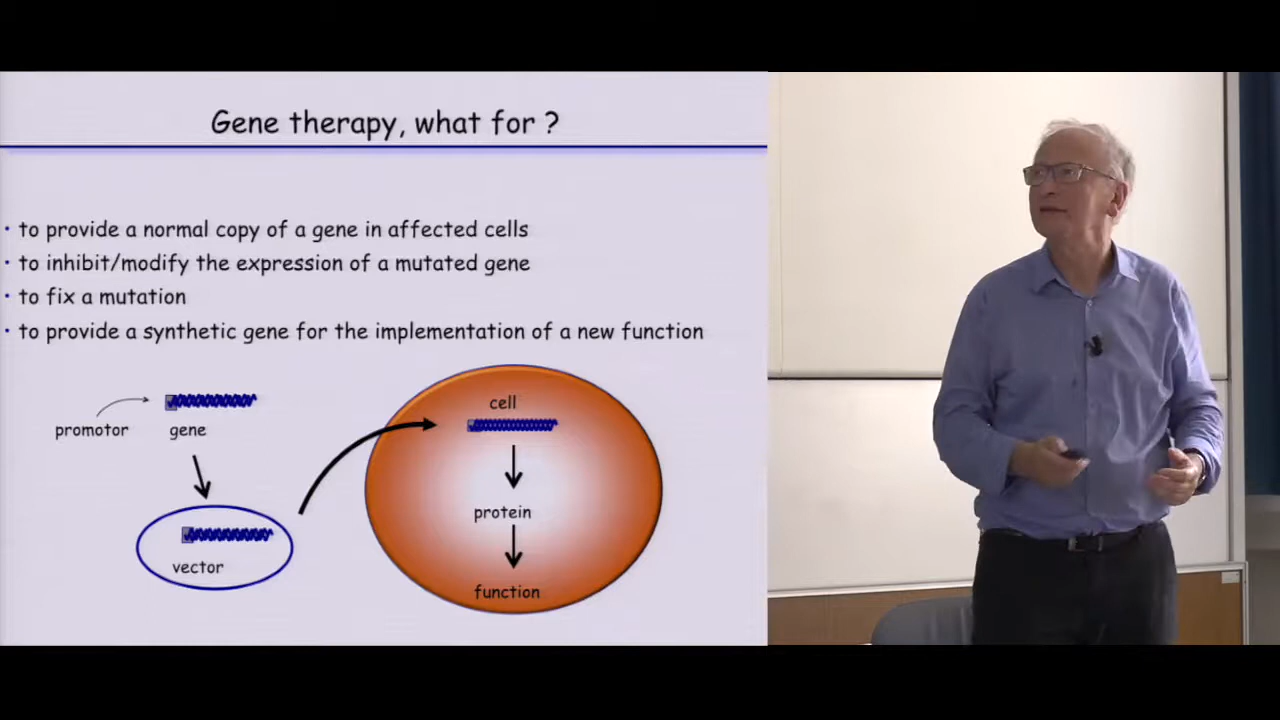 Gene therapy, what for ?
• to provide a normal copy of a gene in affected cells
• to inhibit/modify the expression of a mutated gene
• to fix a mutation
• to provide a synthetic gene for the implementation of a new function
promotor
gene
vector
cell
protein
function